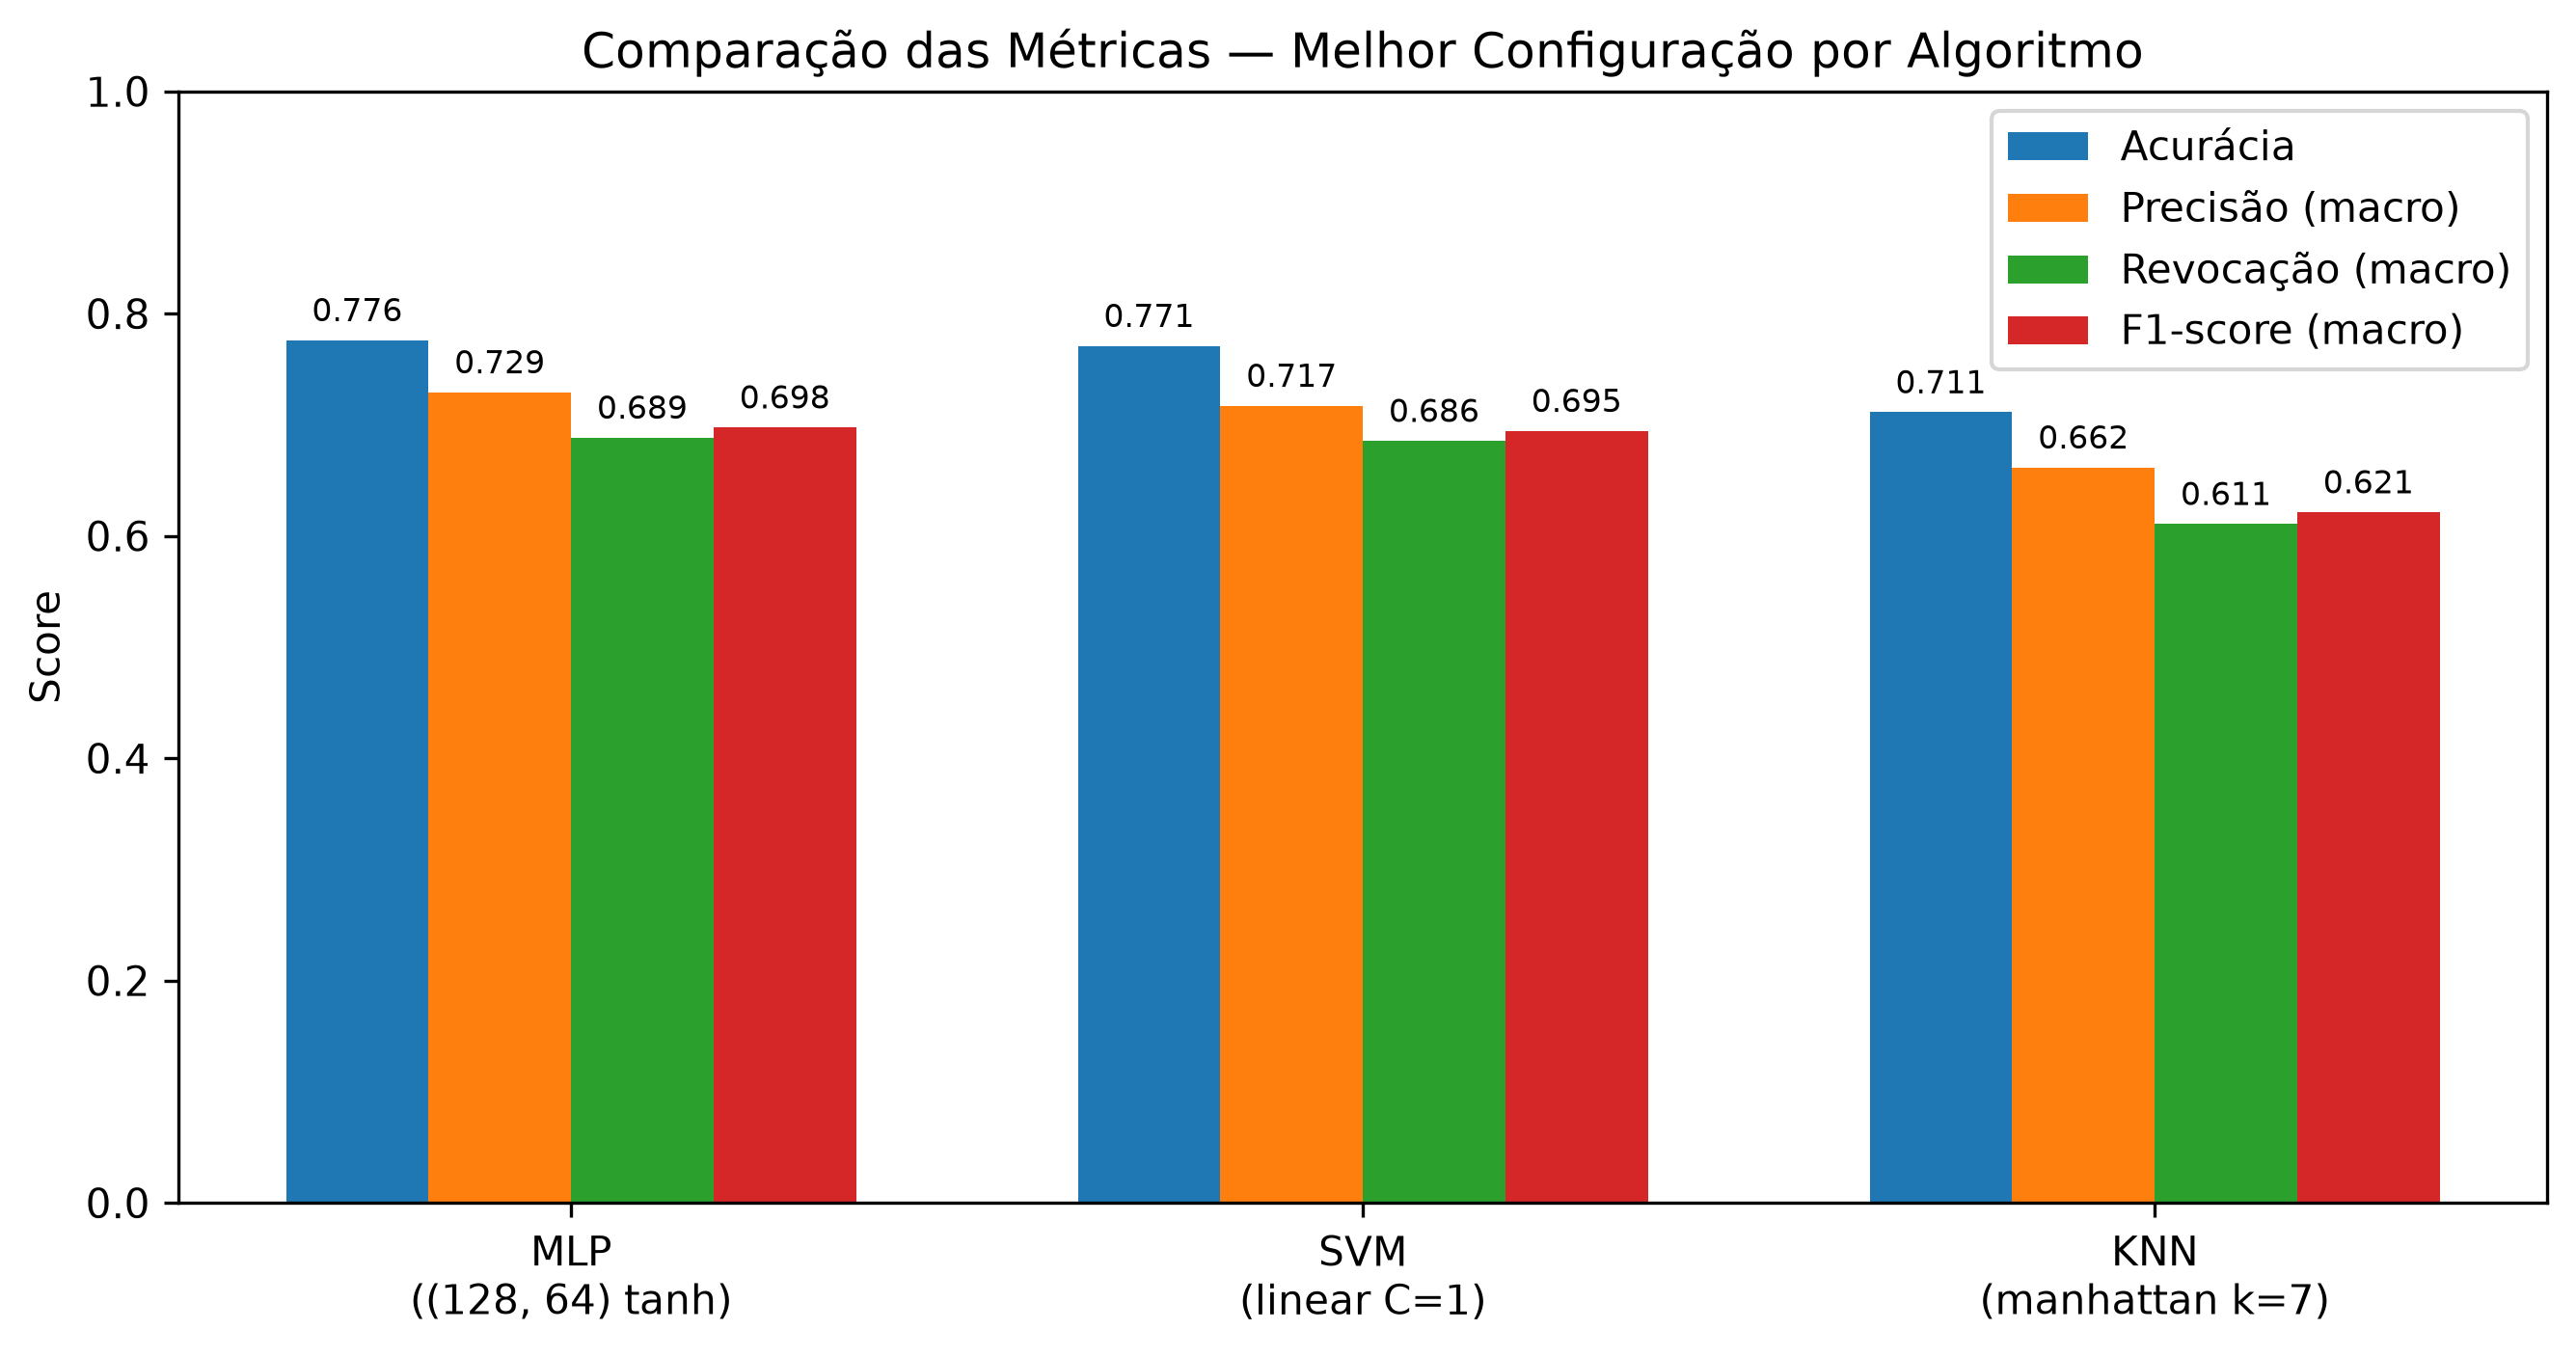 Comparação das Métricas — Melhor Configuração por Algoritmo
1.0
0.8
0.6
0.4
0.2
0.0
Score
Acurácia
Precisão (macro)
Revocação (macro)
F1-score (macro)
0.776
0.729
0.689
0.698
0.771
0.717
0.686
0.695
0.711
0.662
0.611
0.621
MLP
((128, 64) tanh)
SVM
(linear C=1)
KNN
(manhattan k=7)